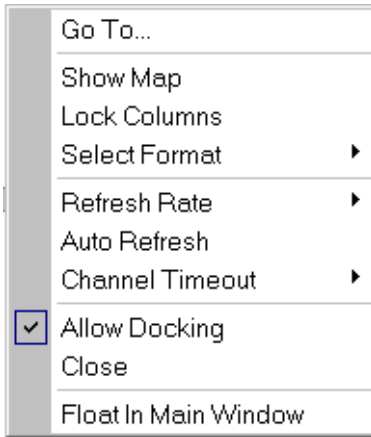 Go To...
Show Map
Lock Columns
Select Format
Refresh Rate
Auto Refresh
Channel Timeout
Allow Docking
Close
Float In Main Window